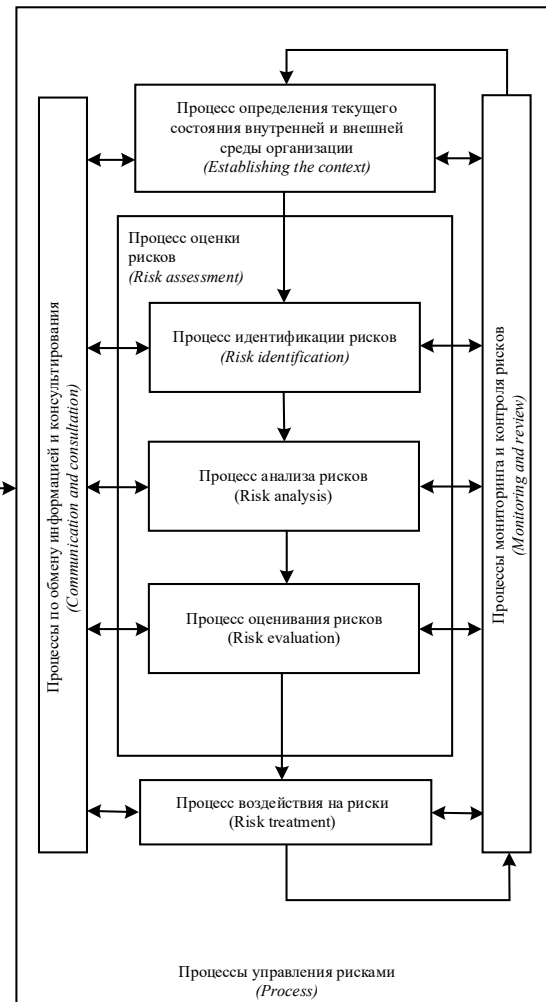 Процесс определения текущего
состояния внутренней и внешней
среды организации
(Establishing the context)
Процессы по обмену информацией и консультирования
(Communication and consultation)
Процесс оценки
рисков
(Risk assessment)
Процесс идентификации рисков
(Risk identification)
Процесс анализа рисков
(Risk analysis)
Процесс оценивания рисков
(Risk evaluation)
Процессы мониторинга и контроля рисков
(Monitoring and review)
Процесс воздействия на риски
(Risk treatment)
Процессы управления рисками
(Process)